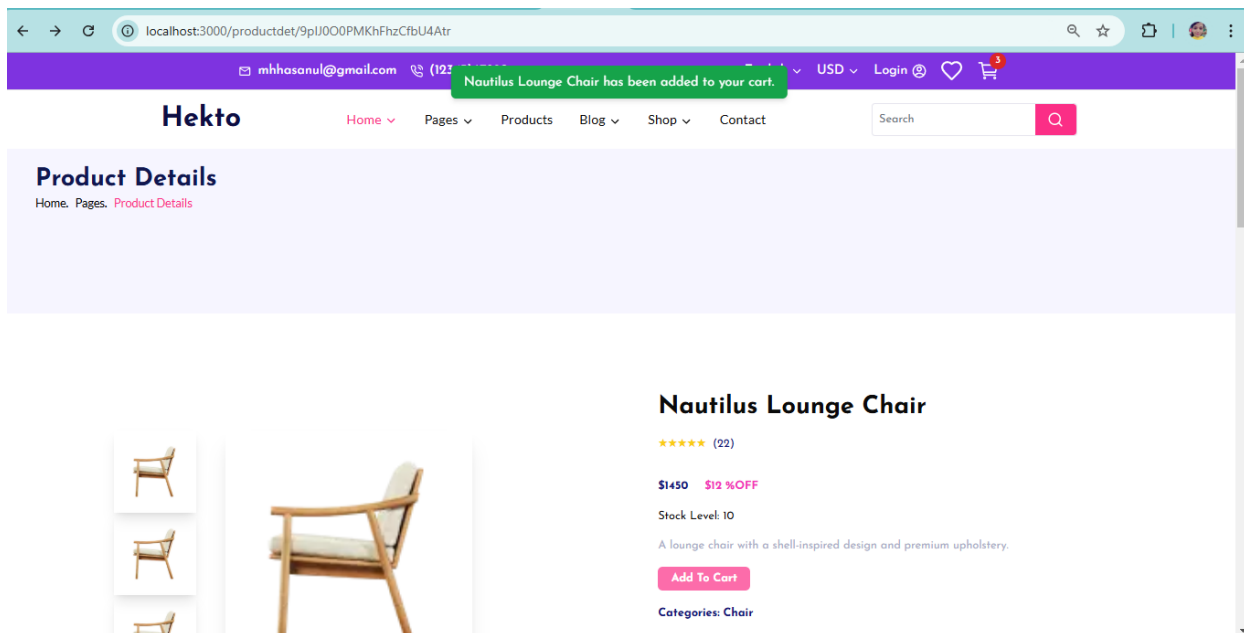 localhost:3000/productdet/9pIJ0O0PMKhFhzCfbU4Atr
mhhasanul@gmail.com (123 USD Login 3
Nautilus Lounge Chair has been added to your cart.
Hekto Home Pages Products Blog Shop Contact Search
Product Details
Home. Pages. Product Details
Nautilus Lounge Chair
(22)
$1450 $12 %OFF
Stock Level: 10
A lounge chair with a shell-inspired design and premium upholstery.
Add To Cart
Categories: Chair